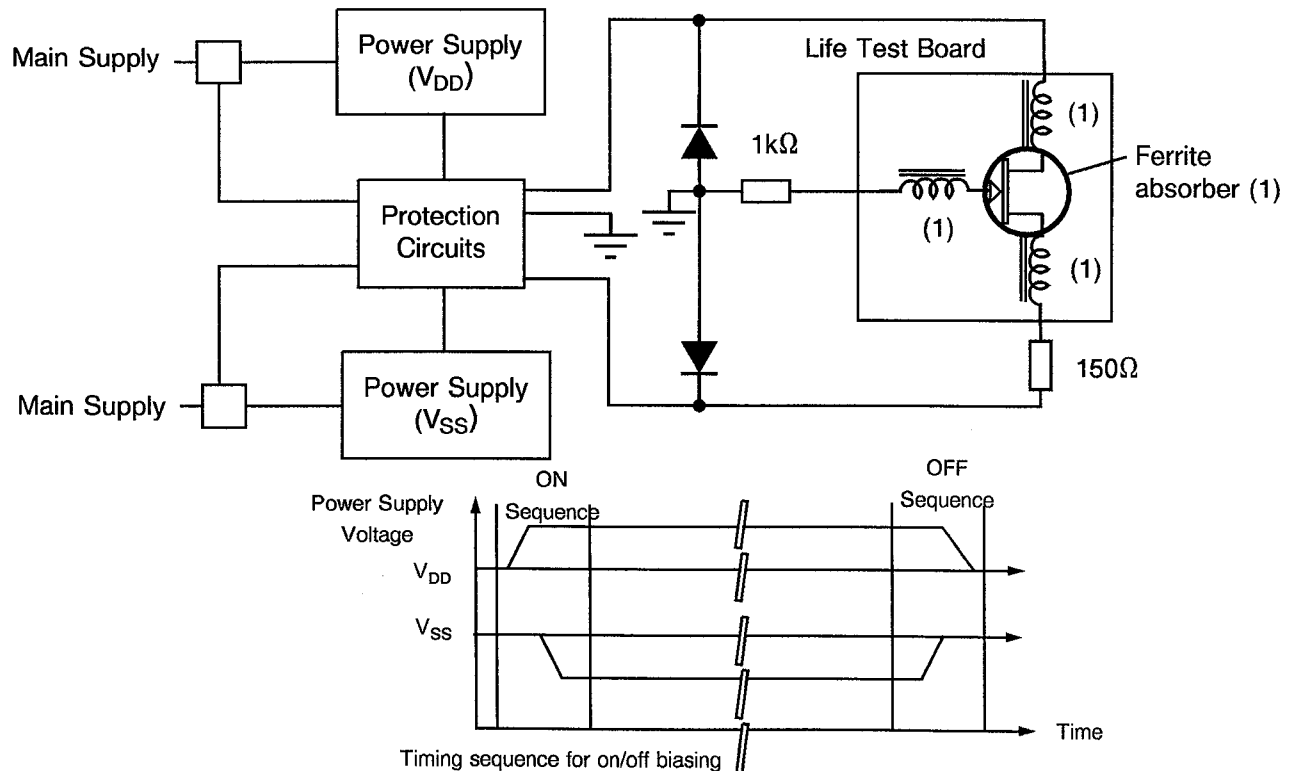 Main Supply
Power Supply
(VDD)
Life Test Board
1kΩ
(1)
Ferrite
absorber (1)
Protection
Circuits
(1)
(1)
150Ω
Main Supply
Power Supply
(VSS)
ON
Sequence
OFF
Sequence
Power Supply
Voltage
VDD
VSS
Time
Timing sequence for on/off biasing